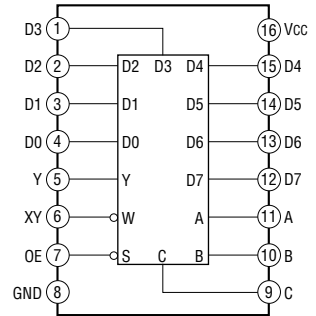 D3 1 16 VCC
D2 2 D2 D3 D4 15 D4
D1 3 D1 D5 14 D5
D0 4 D0 D6 13 D6
Y 5 Y D7 12 D7
XY 6 W A 11 A
OE 7 S C B 10 B
GND 8 9 C